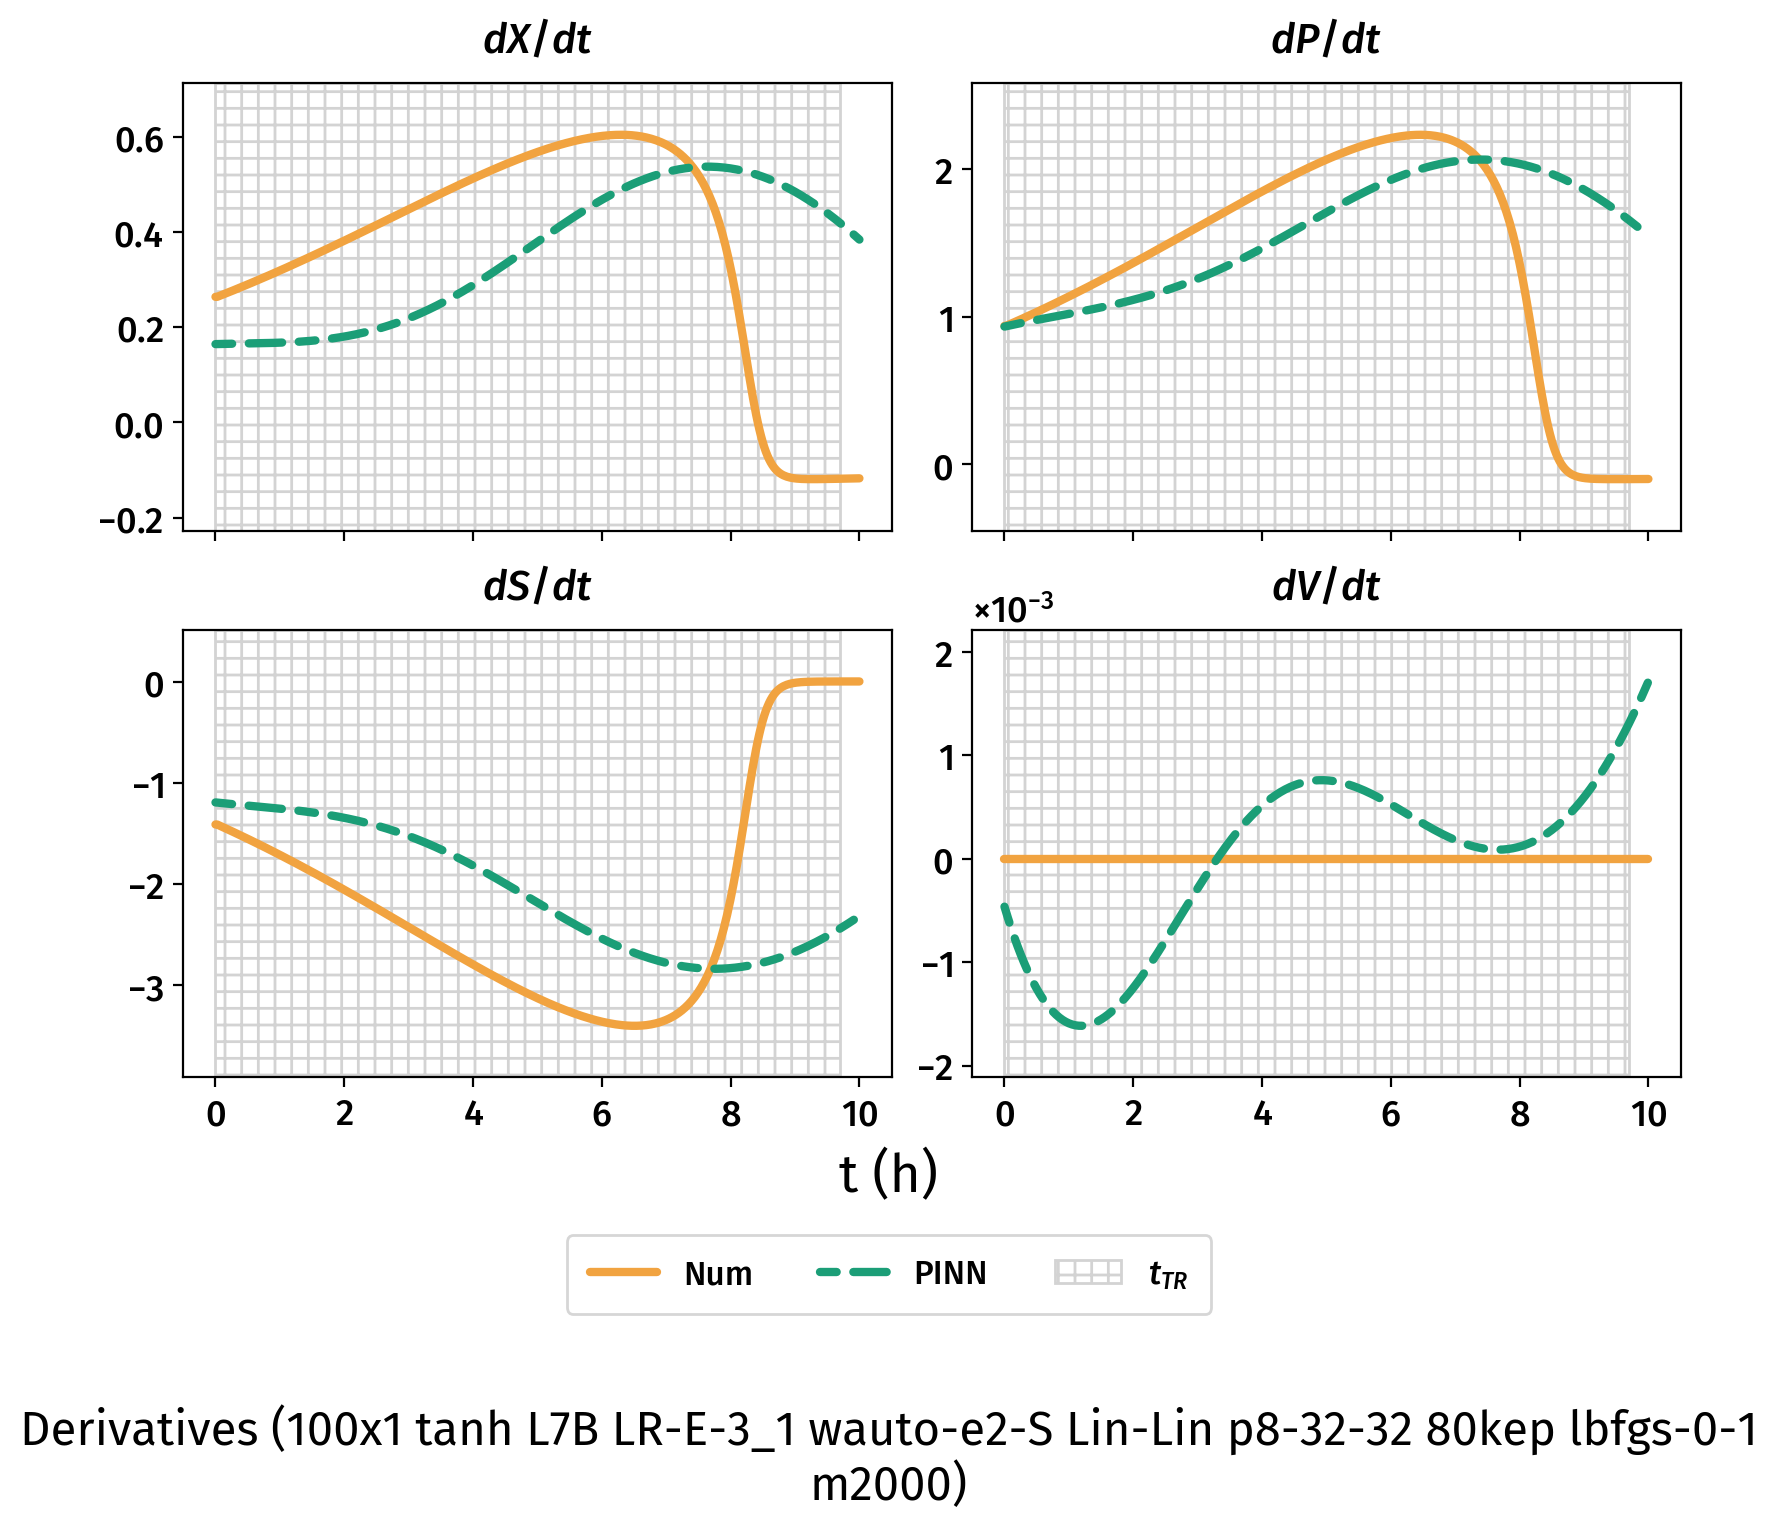 dX/dt
dP/dt
0.6
0.4
0.2
0.0
−0.2
2
1
0
dS/dt
dV/dt
×10⁻³
0
−1
−2
−3
2
1
0
−1
−2
0 2 4 6 8 10
0 2 4 6 8 10
t (h)
Num PINN t_TR
Derivatives (100x1 tanh L7B LR-E-3_1 wauto-e2-S Lin-Lin p8-32-32 80kep lbfgs-0-1
m2000)